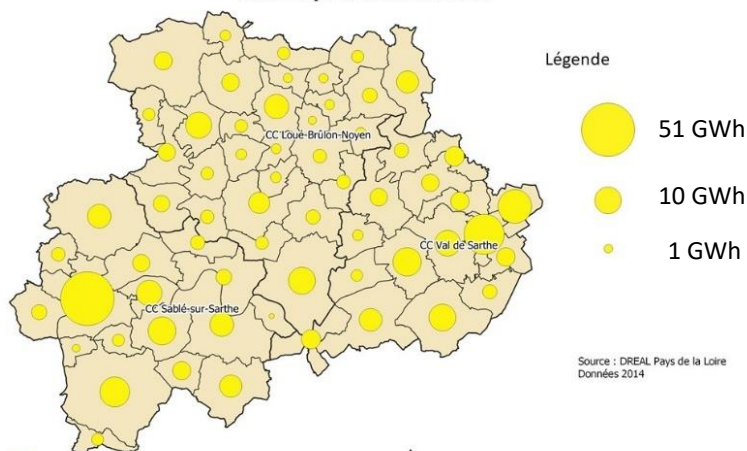 Légende
51 GWh
CC Loué-Brûlon-Noyen
10 GWh
CC Val de Sarthe
1 GWh
CC Sablé-sur-Sarthe
Source : DREAL Pays de la Loire
Données 2014